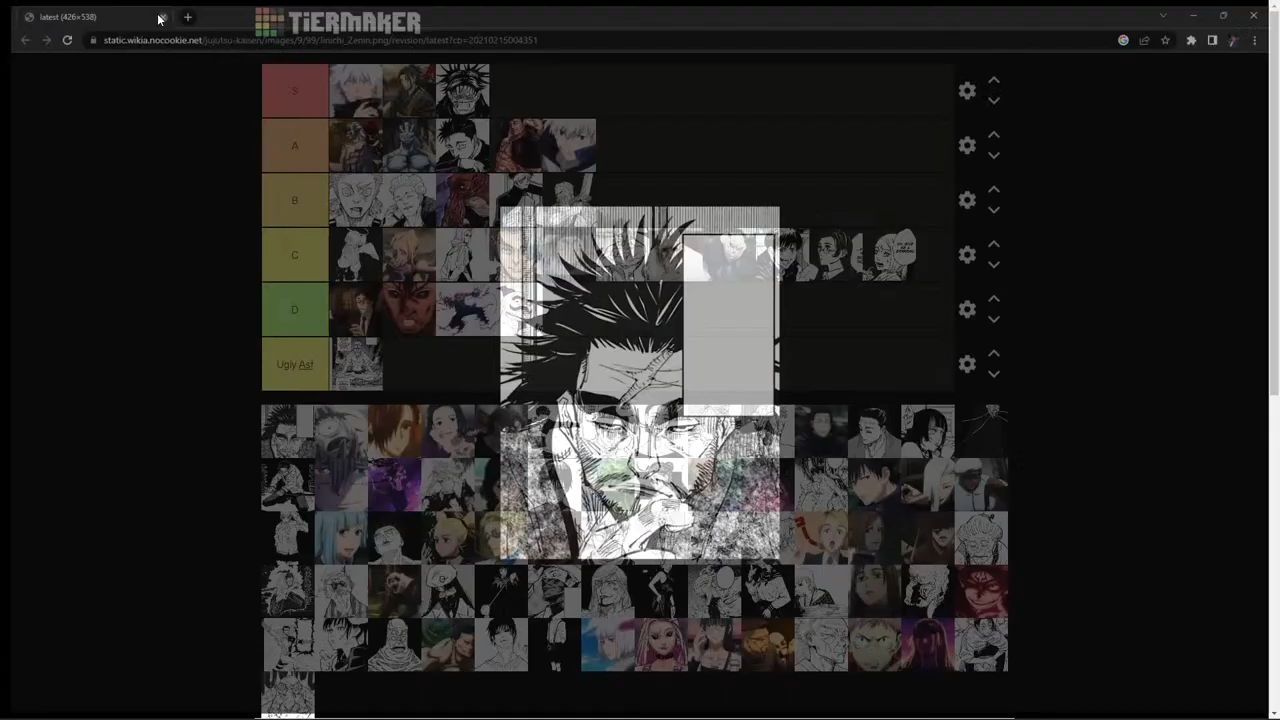 latest (426×538)
TiERMAKER
static.wikia.nocookie.net/jujutsu-kaisen/images/9/99/Jinichi_Zenin.png/revision/latest?cb=20210215004351
S
A
B
C
D
Ugly Asf